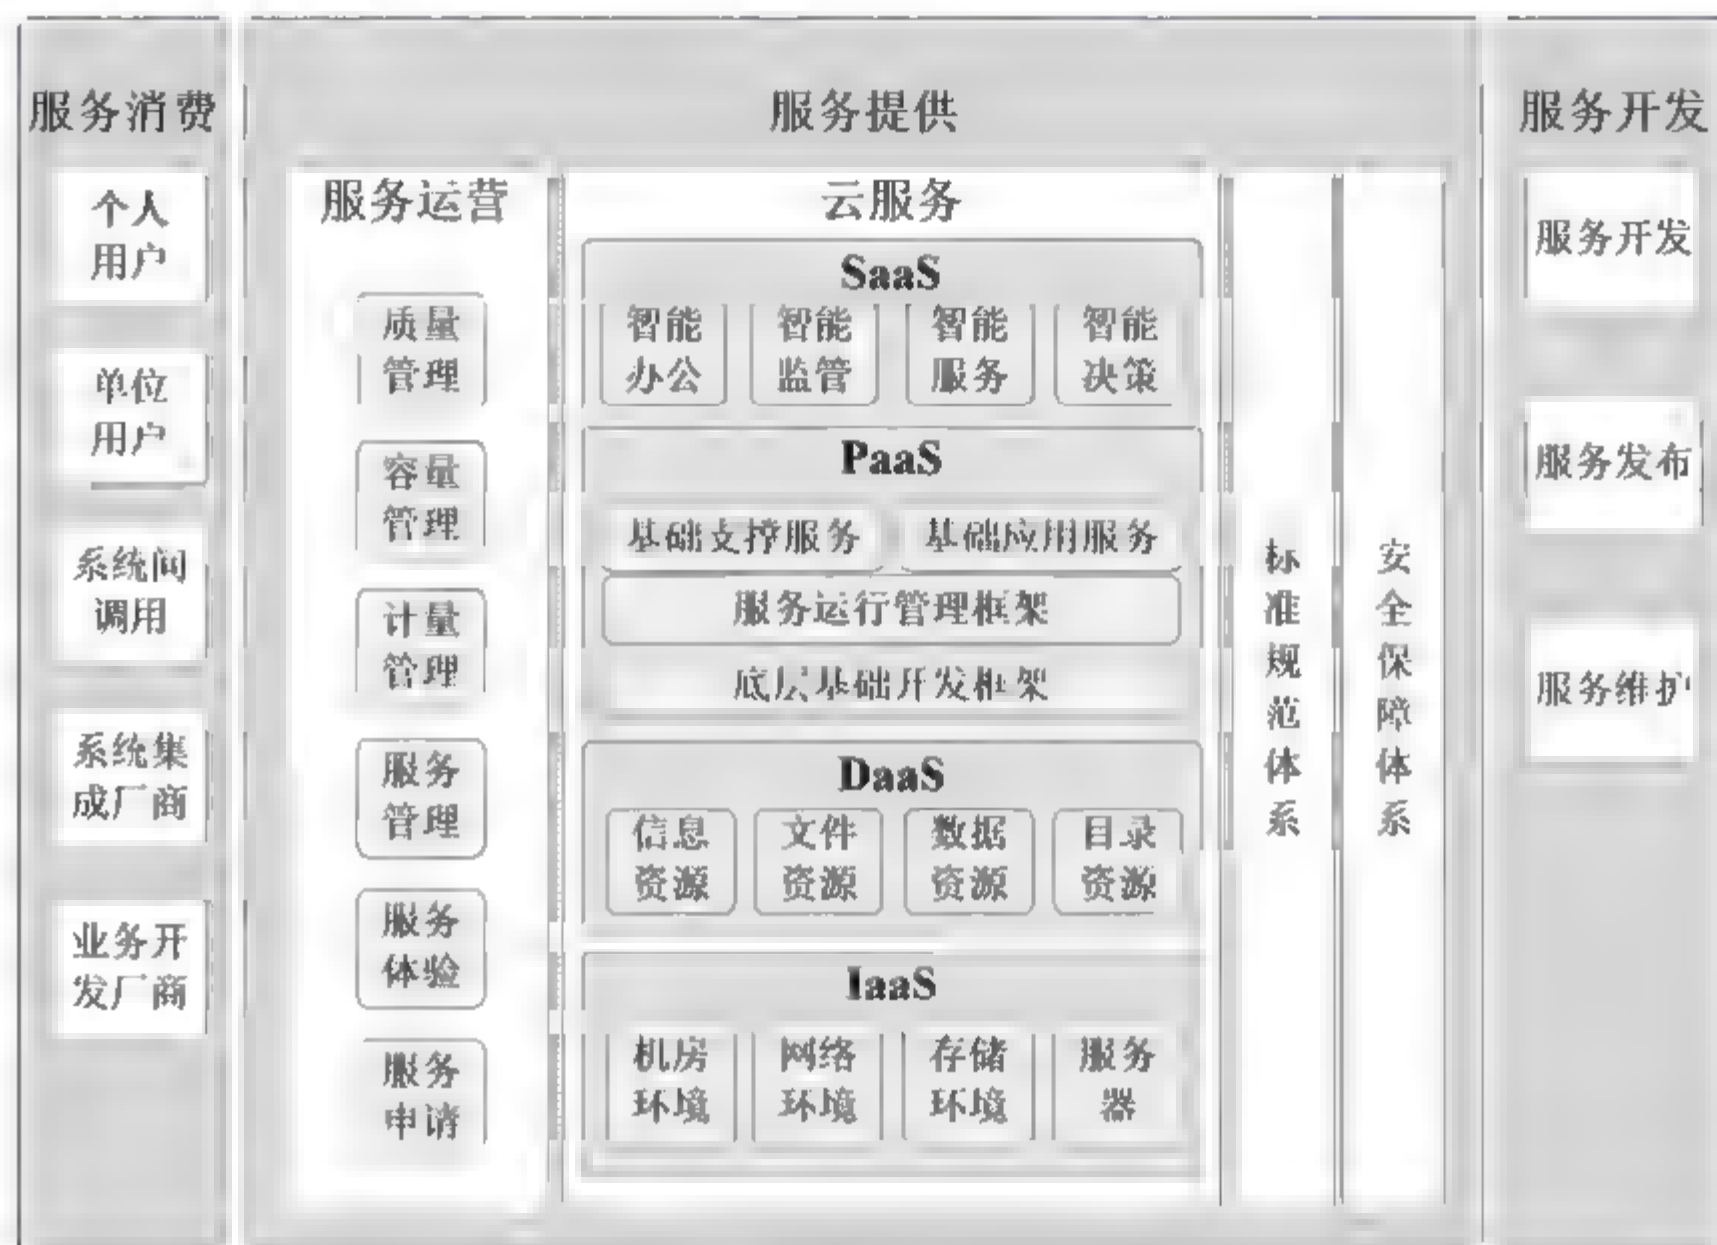 服务消费
个人
用户
单位
用户
系统间
调用
系统集
成厂商
业务开
发厂商
服务提供
服务运营
质量
管理
容量
管理
计量
管理
服务
管理
服务
体验
服务
申请
云服务
SaaS
智能
办公
智能
监管
智能
服务
智能
决策
PaaS
基础支撑服务
基础应用服务
服务运行管理框架
底层基础开发框架
DaaS
信息
资源
文件
资源
数据
资源
目录
资源
IaaS
机房
环境
网络
环境
存储
环境
服务
器
标准规范体系
安全保障体系
服务开发
服务开发
服务发布
服务维护